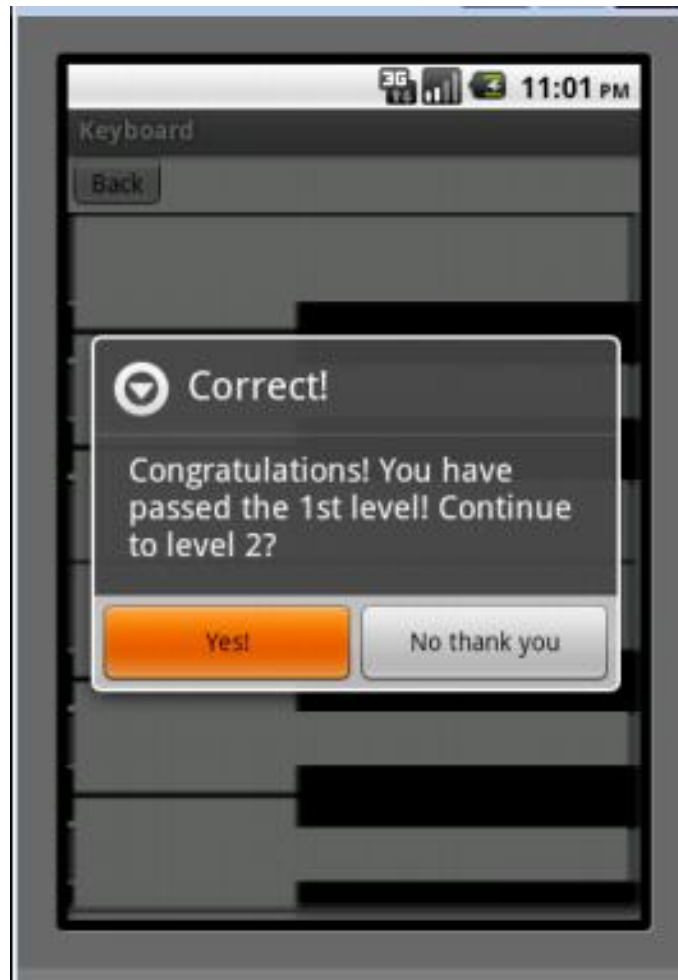 3G 11:01 PM
Keyboard
Back
Correct!
Congratulations! You have
passed the 1st level! Continue
to level 2?
Yes! No thank you